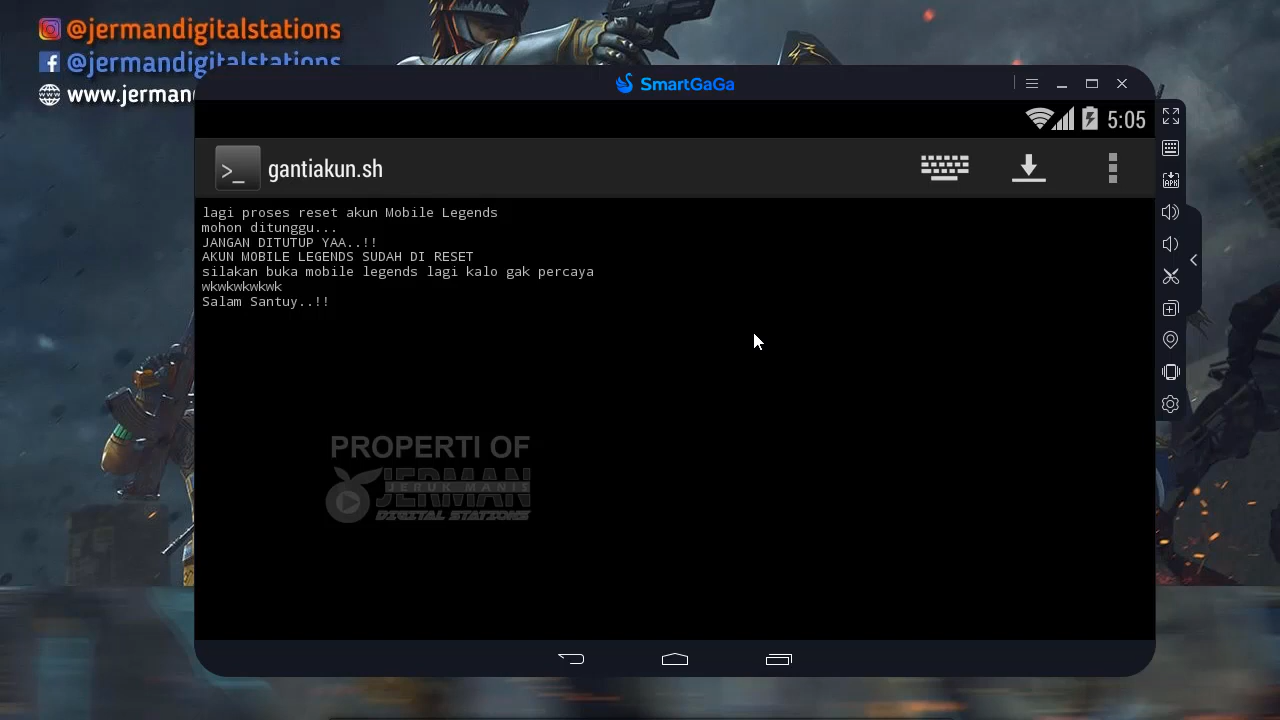 @jermandigitalstations
@jermandigitalstations
www.jerman
SmartGaGa
5:05
>_ gantiakun.sh
lagi proses reset akun Mobile Legends
mohon ditunggu...
JANGAN DITUTUP YAA..!!
AKUN MOBILE LEGENDS SUDAH DI RESET
silakan buka mobile legends lagi kalo gak percaya
wkwkwkwkwk
Salam Santuy..!!
PROPERTI OF
JERMAN
JERUK MANIS
DIGITAL STATIONS
APK